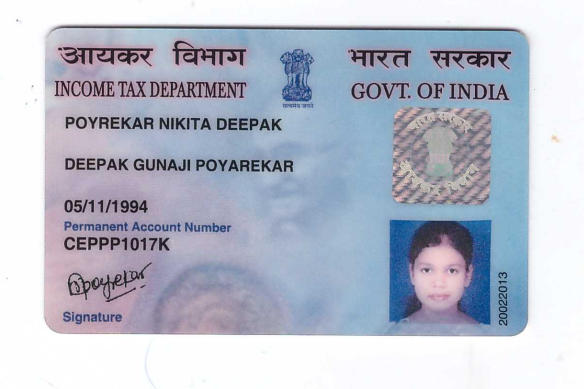 आयकर विभाग
भारत सरकार
INCOME TAX DEPARTMENT
GOVT. OF INDIA
सत्यमेव जयते
POYREKAR NIKITA DEEPAK
DEEPAK GUNAJI POYAREKAR
05/11/1994
Permanent Account Number
CEPPP1017K
Signature
20022013